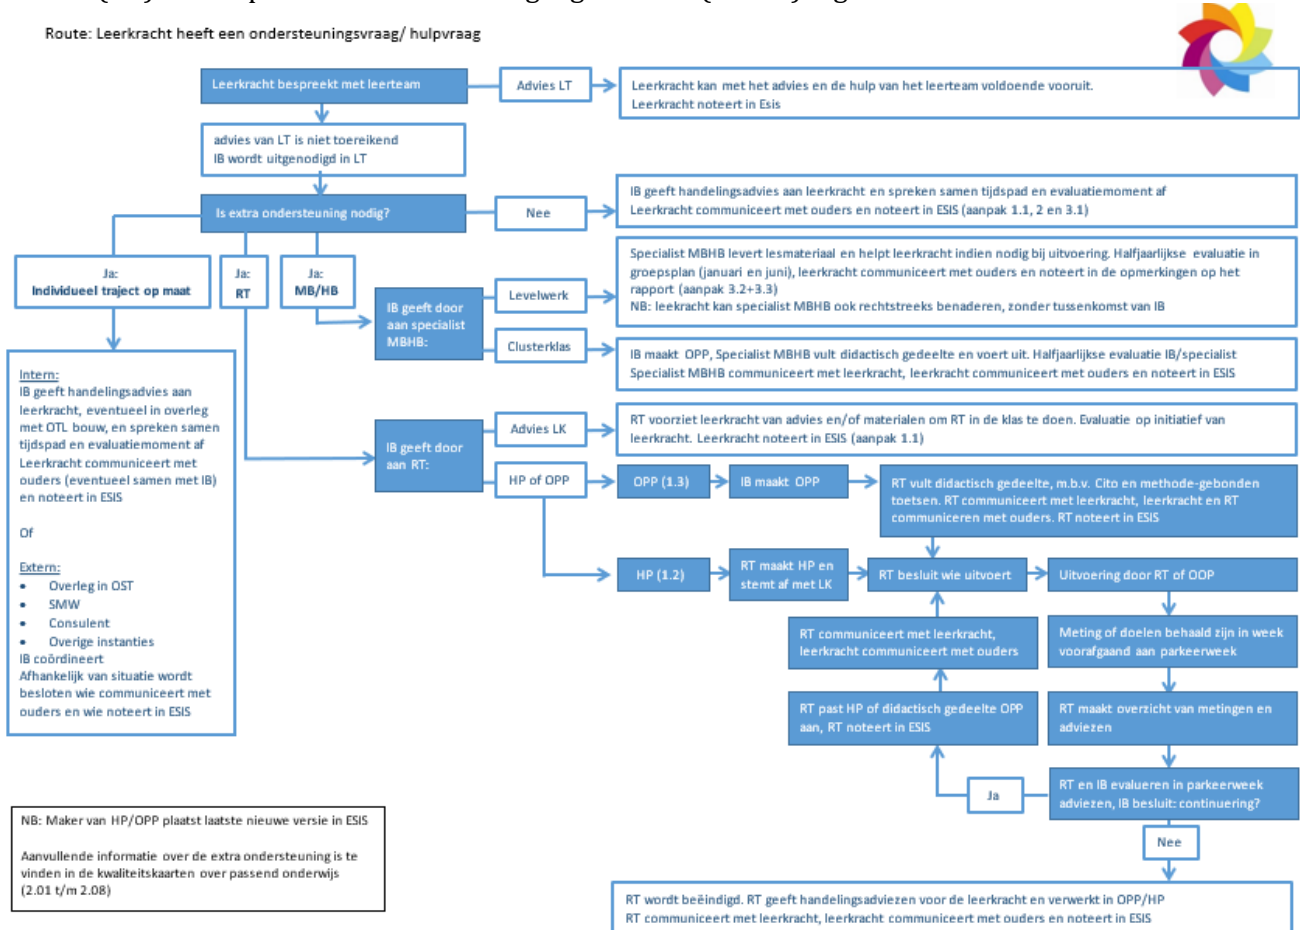 Route: Leerkracht heeft een ondersteuningsvraag/ hulpvraag
Leerkracht bespreekt met leerteam
Advies LT
Leerkracht kan met het advies en de hulp van het leerteam voldoende vooruit.
Leerkracht noteert in Esis
advies van LT is niet toereikend
IB wordt uitgenodigd in LT
Is extra ondersteuning nodig?
Nee
IB geeft handelingsadvies aan leerkracht en spreken samen tijdspad en evaluatiemoment af
Leerkracht communiceert met ouders en noteert in ESIS (aanpak 1.1, 2 en 3.1)
Ja:
Individueel traject op maat
Ja:
RT
Ja:
MB/HB
IB geeft door
aan specialist
MBHB:
Levelwerk
Specialist MBHB levert lesmateriaal en helpt leerkracht indien nodig bij uitvoering. Halfjaarlijkse evaluatie in
groepsplan (januari en juni), leerkracht communiceert met ouders en noteert in de opmerkingen op het
rapport (aanpak 3.2+3.3)
NB: leerkracht kan specialist MBHB ook rechtstreeks benaderen, zonder tussenkomst van IB
Clusterklas
IB maakt OPP, Specialist MBHB vult didactisch gedeelte en voert uit. Halfjaarlijkse evaluatie IB/specialist
Specialist MBHB communiceert met leerkracht, leerkracht communiceert met ouders en noteert in ESIS
Intern:
IB geeft handelingsadvies aan
leerkracht, eventueel in overleg
met OTL bouw, en spreken samen
tijdspad en evaluatiemoment af
Leerkracht communiceert met
ouders (eventueel samen met IB)
en noteert in ESIS
Of
Extern:
• Overleg in OST
• SMW
• Consulent
• Overige instanties
IB coördineert
Afhankelijk van situatie wordt
besloten wie communiceert met
ouders en wie noteert in ESIS
IB geeft door
aan RT:
Advies LK
RT voorziet leerkracht van advies en/of materialen om RT in de klas te doen. Evaluatie op initiatief van
leerkracht. Leerkracht noteert in ESIS (aanpak 1.1)
HP of OPP
OPP (1.3)
IB maakt OPP
RT vult didactisch gedeelte, m.b.v. Cito en methode-gebonden
toetsen. RT communiceert met leerkracht, leerkracht en RT
communiceren met ouders. RT noteert in ESIS
HP (1.2)
RT maakt HP en
stemt af met LK
RT besluit wie uitvoert
Uitvoering door RT of OOP
RT communiceert met leerkracht,
leerkracht communiceert met ouders
Meting of doelen behaald zijn in week
voorafgaand aan parkeerweek
RT past HP of didactisch gedeelte OPP
aan, RT noteert in ESIS
RT maakt overzicht van metingen en
adviezen
Ja
RT en IB evalueren in parkeerweek
adviezen, IB besluit: continuering?
Nee
NB: Maker van HP/OPP plaatst laatste nieuwe versie in ESIS
Aanvullende informatie over de extra ondersteuning is te
vinden in de kwaliteitskaarten over passend onderwijs
(2.01 t/m 2.08)
RT wordt beëindigd. RT geeft handelingsadviezen voor de leerkracht en verwerkt in OPP/HP
RT communiceert met leerkracht, leerkracht communiceert met ouders en noteert in ESIS